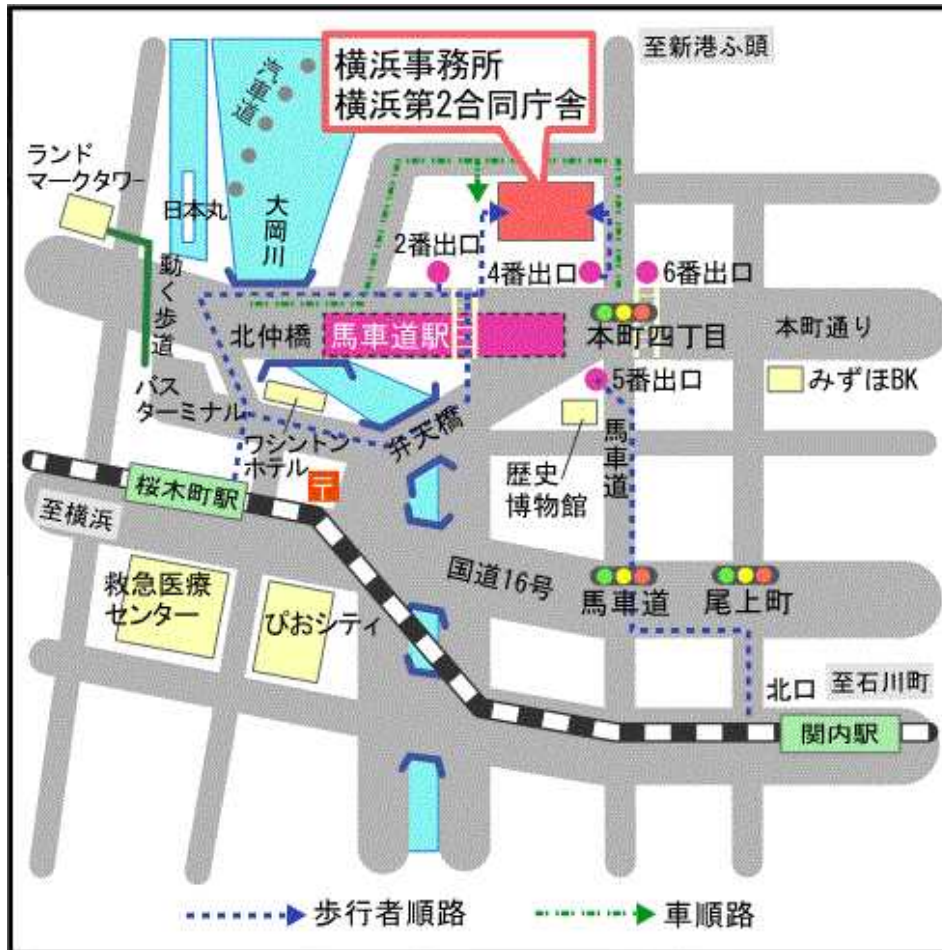 横浜事務所
横浜第2合同庁舎
至新港ふ頭
汽車道
ランド
マークタワー
日本丸
大岡川
2番出口
4番出口
6番出口
動く歩道
北仲橋
馬車道駅
本町四丁目
本町通り
バス
ターミナル
5番出口
みずほBK
ワシントン
ホテル
弁天橋
馬車道
歴史
博物館
〒
桜木町駅
至横浜
国道16号
救急医療
センター
ぴおシティ
馬車道
尾上町
北口
至石川町
関内駅
歩行者順路
車順路